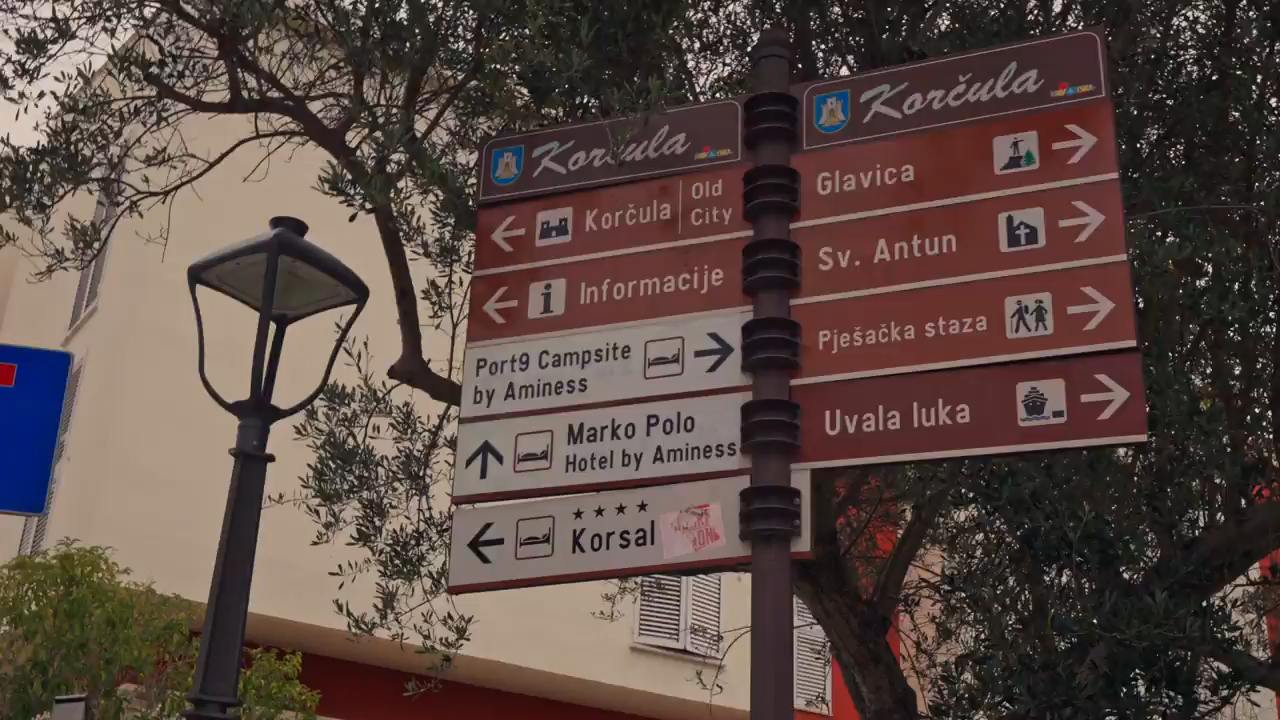 Korčula
Korčula
Old
City
Informacije
Port9 Campsite
by Aminess
Marko Polo
Hotel by Aminess
★★★★
Korsal
Korčula
Glavica
Sv. Antun
Pješačka staza
Uvala luka